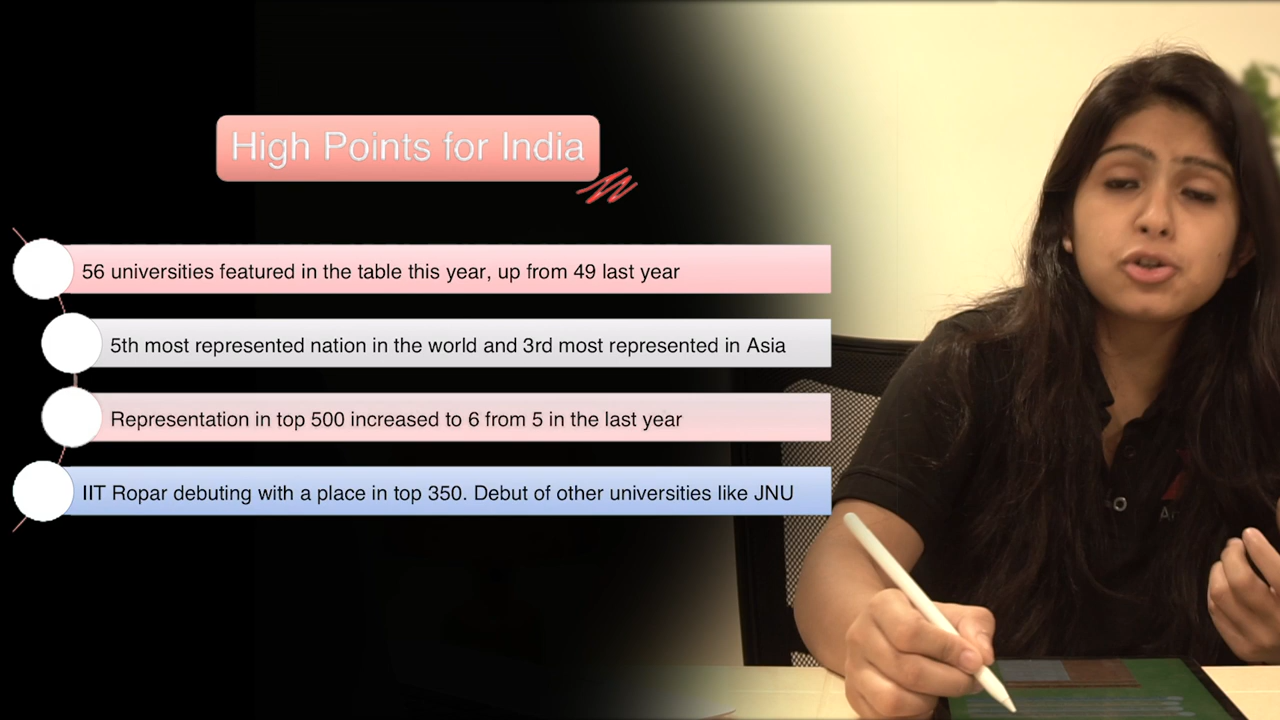 High Points for India
56 universities featured in the table this year, up from 49 last year
5th most represented nation in the world and 3rd most represented in Asia
Representation in top 500 increased to 6 from 5 in the last year
IIT Ropar debuting with a place in top 350. Debut of other universities like JNU